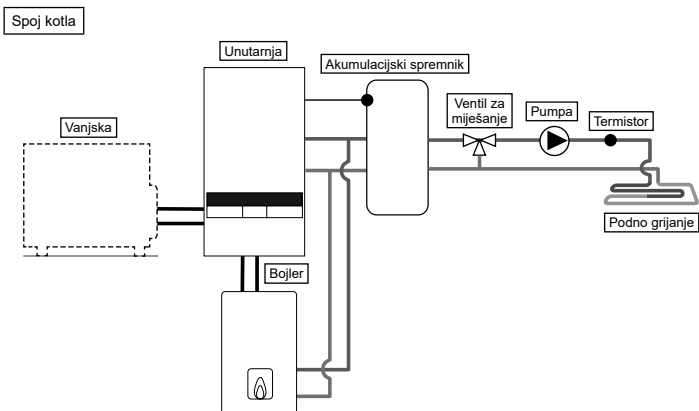 Spoj kotla
Unutarnja
Akumulacijski spremnik
Ventil za
miješanje
Pumpa
Termistor
Vanjska
Podno grijanje
Bojler